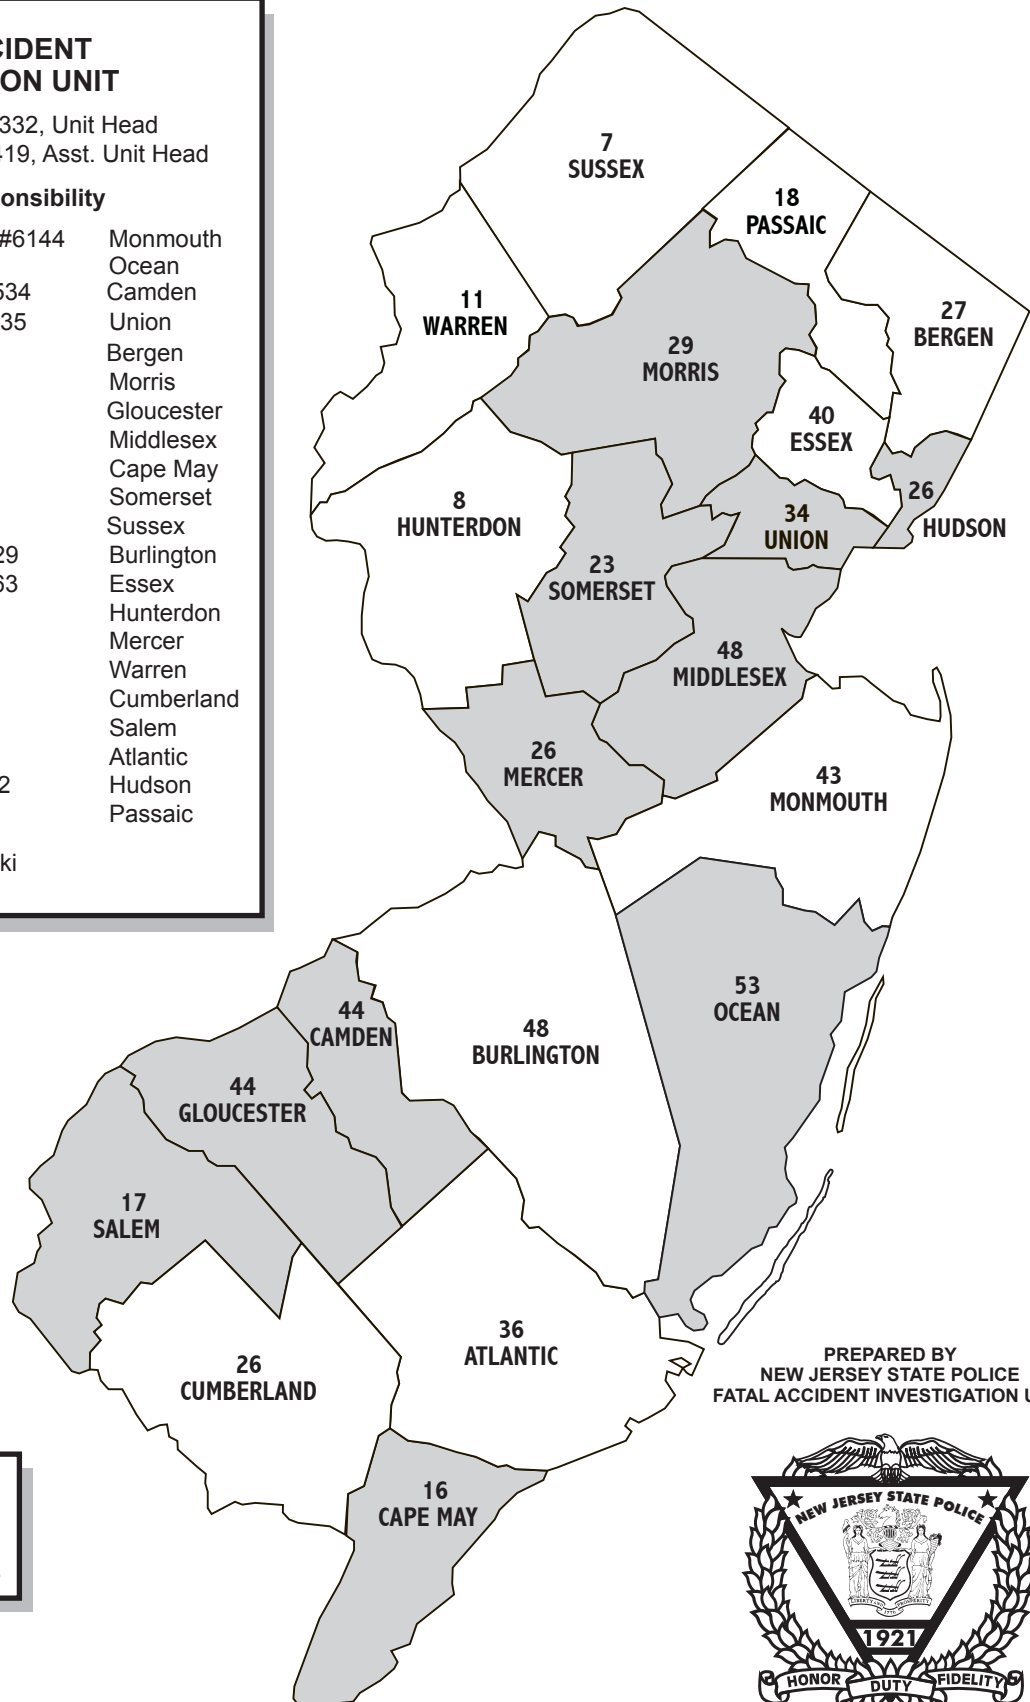 CIDENT
ON UNIT
332, Unit Head
419, Asst. Unit Head
onsibility
#6144 Monmouth
Ocean
534 Camden
35 Union
Bergen
Morris
Gloucester
Middlesex
Cape May
Somerset
Sussex
29 Burlington
63 Essex
Hunterdon
Mercer
Warren
Cumberland
Salem
Atlantic
2 Hudson
Passaic
ki
7
SUSSEX
18
PASSAIC
11
WARREN
27
BERGEN
29
MORRIS
40
ESSEX
26
HUDSON
8
HUNTERDON
34
UNION
23
SOMERSET
48
MIDDLESEX
26
MERCER
43
MONMOUTH
53
OCEAN
44
CAMDEN
48
BURLINGTON
44
GLOUCESTER
17
SALEM
36
ATLANTIC
26
CUMBERLAND
16
CAPE MAY
PREPARED BY
NEW JERSEY STATE POLICE
FATAL ACCIDENT INVESTIGATION U
NEW JERSEY STATE POLICE
LIBERTY AND PROSPERITY
1776
1921
HONOR DUTY FIDELITY